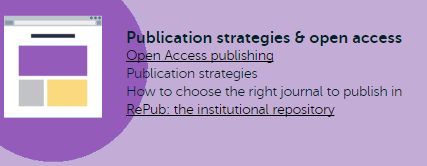 Publication strategies & open access
Open Access publishing
Publication strategies
How to choose the right journal to publish in
RePub: the institutional repository